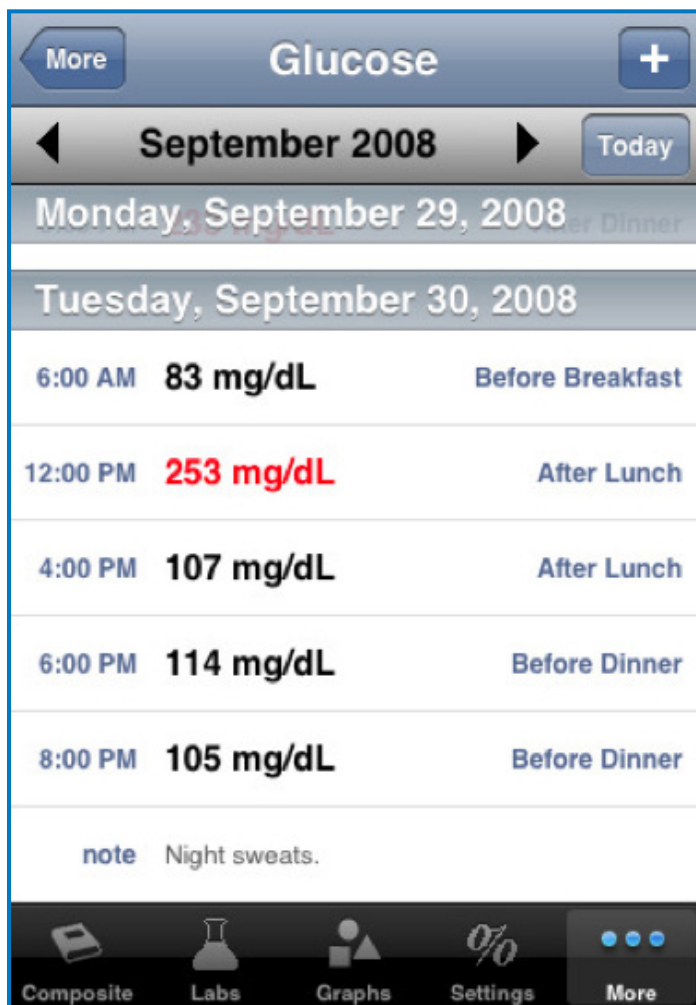 More Glucose +
September 2008 Today
Monday, September 29, 2008
After Dinner
Tuesday, September 30, 2008
6:00 AM 83 mg/dL Before Breakfast
12:00 PM 253 mg/dL After Lunch
4:00 PM 107 mg/dL After Lunch
6:00 PM 114 mg/dL Before Dinner
8:00 PM 105 mg/dL Before Dinner
note Night sweats.
Composite Labs Graphs Settings More